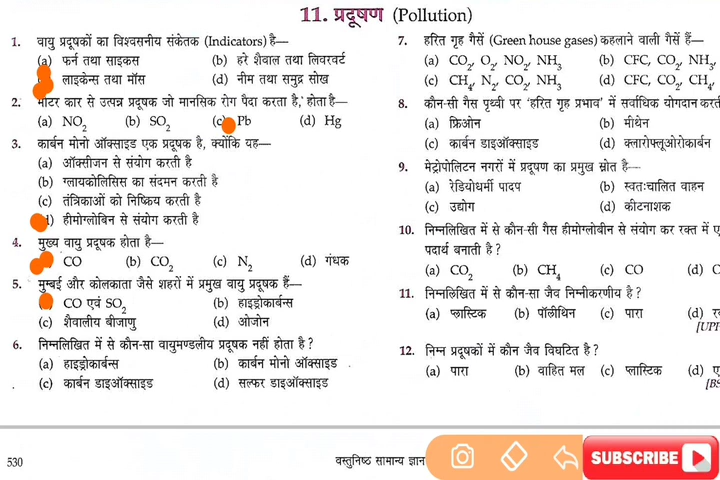 11. प्रदूषण (Pollution)
1. वायु प्रदूषकों का विश्वसनीय संकेतक (Indicators) है—
(a) फर्न तथा साइकस (b) हरे शैवाल तथा लिवरवर्ट
लाइकेन्स तथा मॉस (d) नीम तथा समुद्र सोख
2. मोटर कार से उत्पन्न प्रदूषक जो मानसिक रोग पैदा करता है, होता है—
(a) NO₂ (b) SO₂ (c) Pb (d) Hg
3. कार्बन मोनो ऑक्साइड एक प्रदूषक है, क्योंकि यह—
(a) ऑक्सीजन से संयोग करती है
(b) ग्लायकोलिसिस का संदमन करती है
(c) तंत्रिकाओं को निष्क्रिय करती है
(d) हीमोग्लोबिन से संयोग करती है
4. मुख्य वायु प्रदूषक होता है—
CO (b) CO₂ (c) N₂ (d) गंधक
5. मुम्बई और कोलकाता जैसे शहरों में प्रमुख वायु प्रदूषक हैं—
CO एवं SO₂ (b) हाइड्रोकार्बन्स
(c) शैवालीय बीजाणु (d) ओजोन
6. निम्नलिखित में से कौन-सा वायुमण्डलीय प्रदूषक नहीं होता है ?
(a) हाइड्रोकार्बन्स (b) कार्बन मोनो ऑक्साइड
(c) कार्बन डाइऑक्साइड (d) सल्फर डाइऑक्साइड
7. हरित गृह गैसें (Green house gases) कहलाने वाली गैसें हैं—
(a) CO₂, O₂, NO₂, NH₃ (b) CFC, CO₂, NH₃,
(c) CH₄, N₂, CO₂, NH₃ (d) CFC, CO₂, CH₄,
8. कौन-सी गैस पृथ्वी पर 'हरित गृह प्रभाव' में सर्वाधिक योगदान करती
(a) फ्रिऑन (b) मीथेन
(c) कार्बन डाइऑक्साइड (d) क्लारोफ्लूओरोकार्बन
9. मेट्रोपोलिटन नगरों में प्रदूषण का प्रमुख स्रोत है—
(a) रेडियोधर्मी पादप (b) स्वतःचालित वाहन
(c) उद्योग (d) कीटनाशक
10. निम्नलिखित में से कौन-सी गैस हीमोग्लोबीन से संयोग कर रक्त में ए
पदार्थ बनाती है ?
(a) CO₂ (b) CH₄ (c) CO (d) C
11. निम्नलिखित में से कौन-सा जैव निम्नीकरणीय है ?
(a) प्लास्टिक (b) पॉलीथिन (c) पारा (d) र
[UPP
12. निम्न प्रदूषकों में कौन जैव विघटित है ?
(a) पारा (b) वाहित मल (c) प्लास्टिक (d) ए
[BS
530 वस्तुनिष्ठ सामान्य ज्ञान
SUBSCRIBE